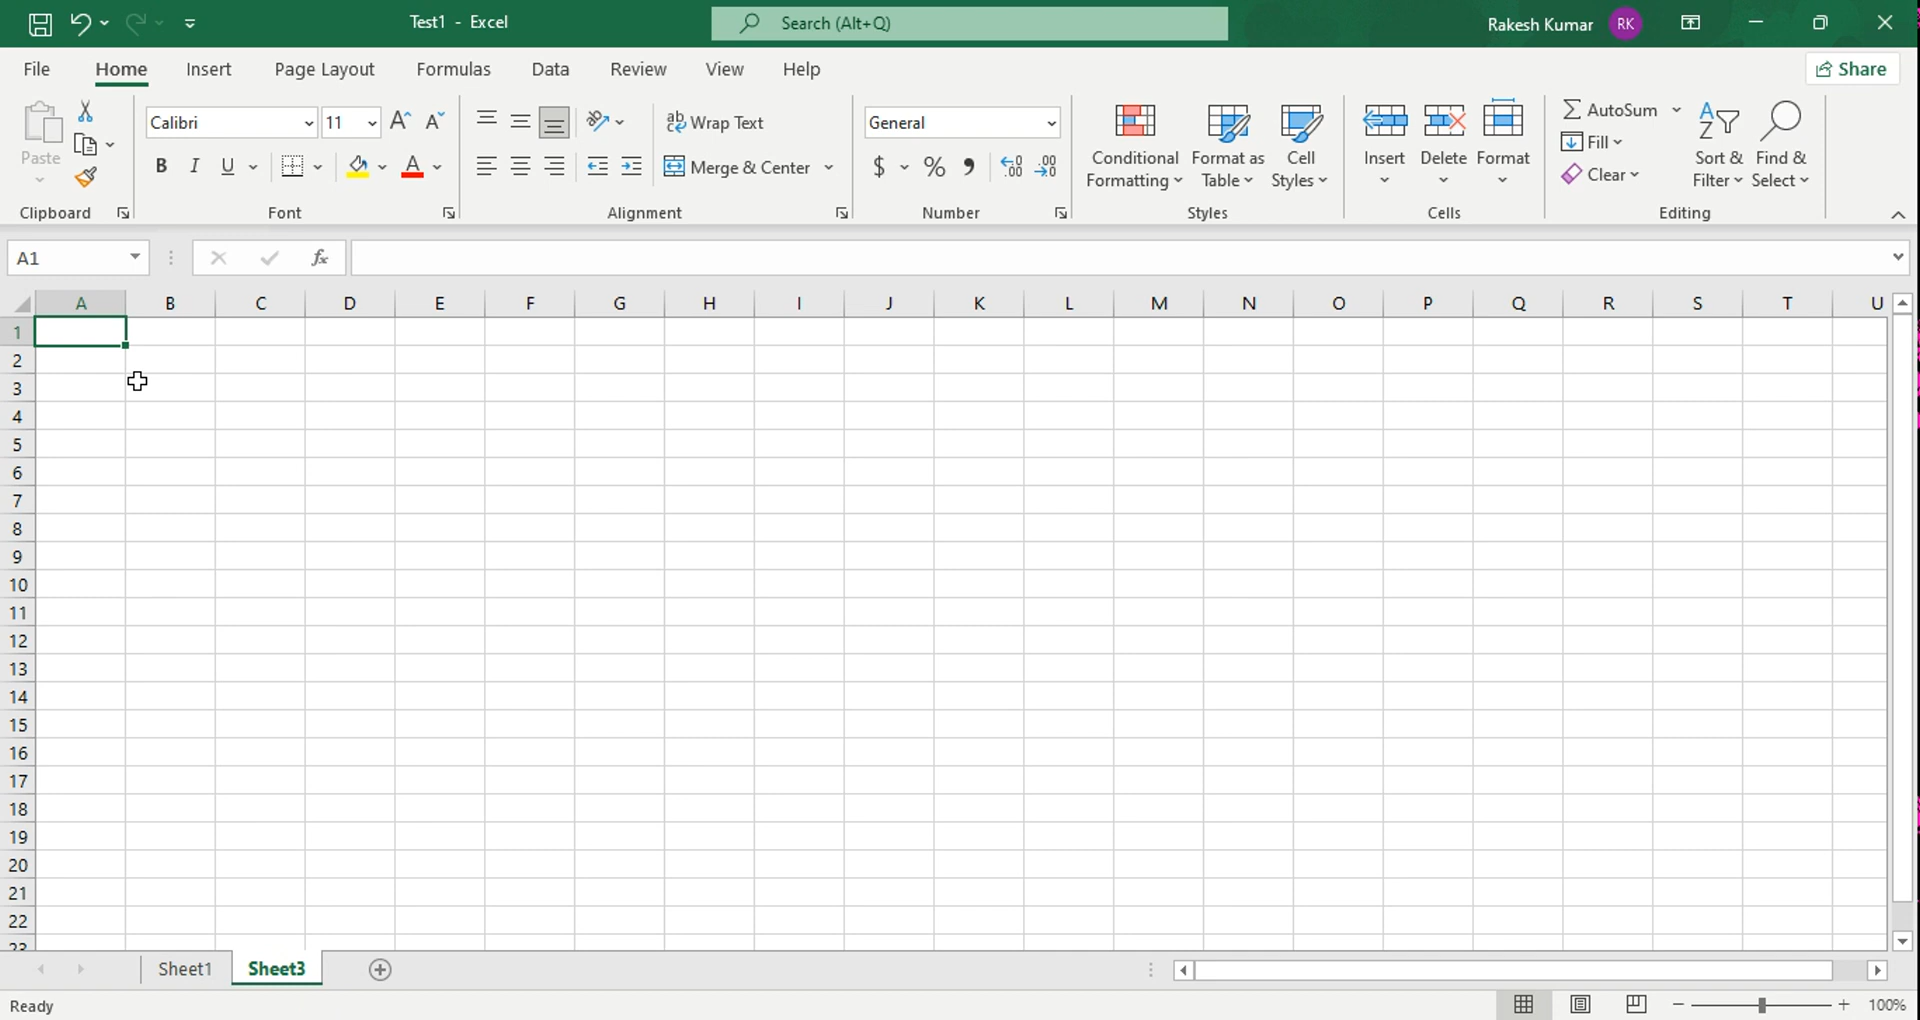 Test1 - Excel
Search (Alt+Q)
Rakesh Kumar RK
File Home Insert Page Layout Formulas Data Review View Help Share
Paste
Calibri 11
B I U A
ab Wrap Text
Merge & Center
General
$ %
Conditional Formatting
Format as Table
Cell Styles
Insert
Delete
Format
AutoSum
Fill
Clear
Sort & Filter
Find & Select
Clipboard Font Alignment Number Styles Cells Editing
A1 fx
A B C D E F G H I J K L M N O P Q R S T U
1
2
3
4
5
6
7
8
9
10
11
12
13
14
15
16
17
18
19
20
21
22
23
Sheet1 Sheet3
Ready 100%